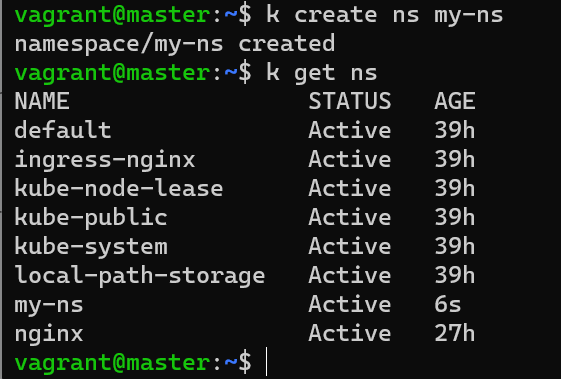 vagrant@master:~$ k create ns my-ns
namespace/my-ns created
vagrant@master:~$ k get ns
NAME                 STATUS   AGE
default              Active   39h
ingress-nginx        Active   39h
kube-node-lease      Active   39h
kube-public          Active   39h
kube-system          Active   39h
local-path-storage   Active   39h
my-ns                Active   6s
nginx                Active   27h
vagrant@master:~$